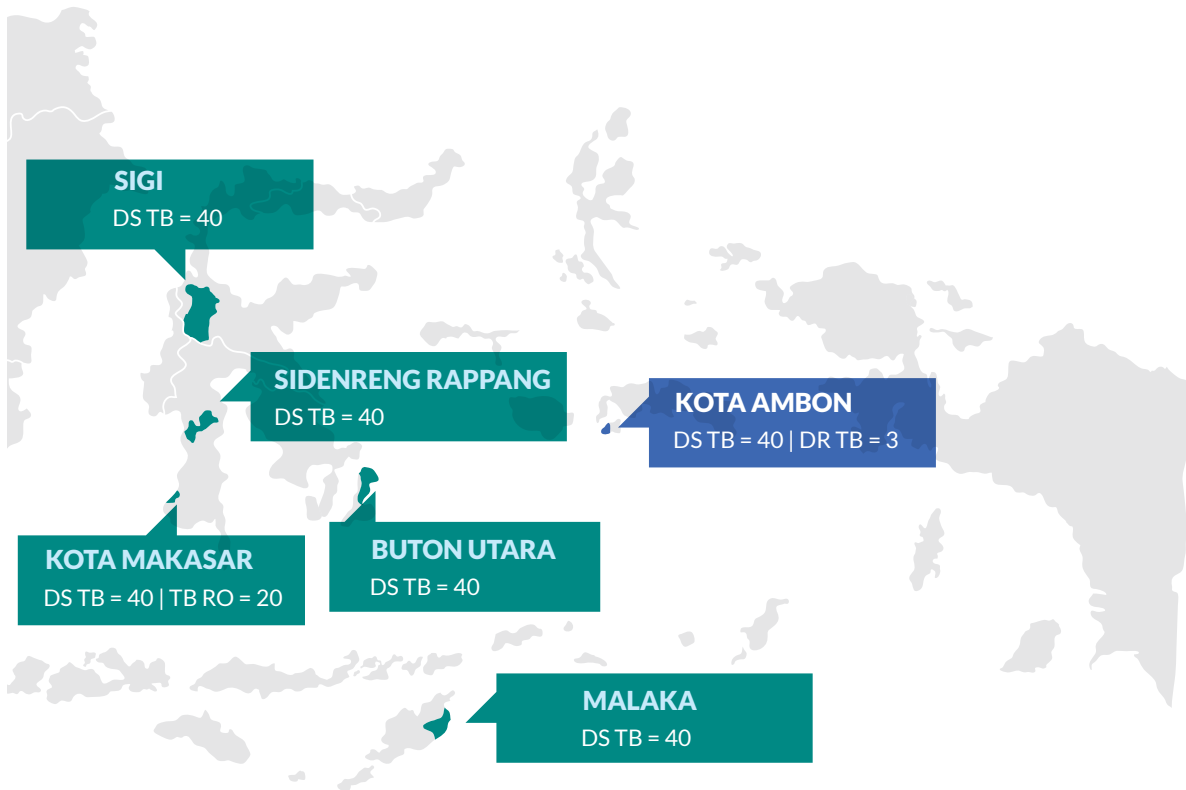 SIGI
DS TB = 40
SIDENRENG RAPPANG
DS TB = 40
KOTA AMBON
DS TB = 40 | DR TB = 3
KOTA MAKASAR
DS TB = 40 | TB RO = 20
BUTON UTARA
DS TB = 40
MALAKA
DS TB = 40